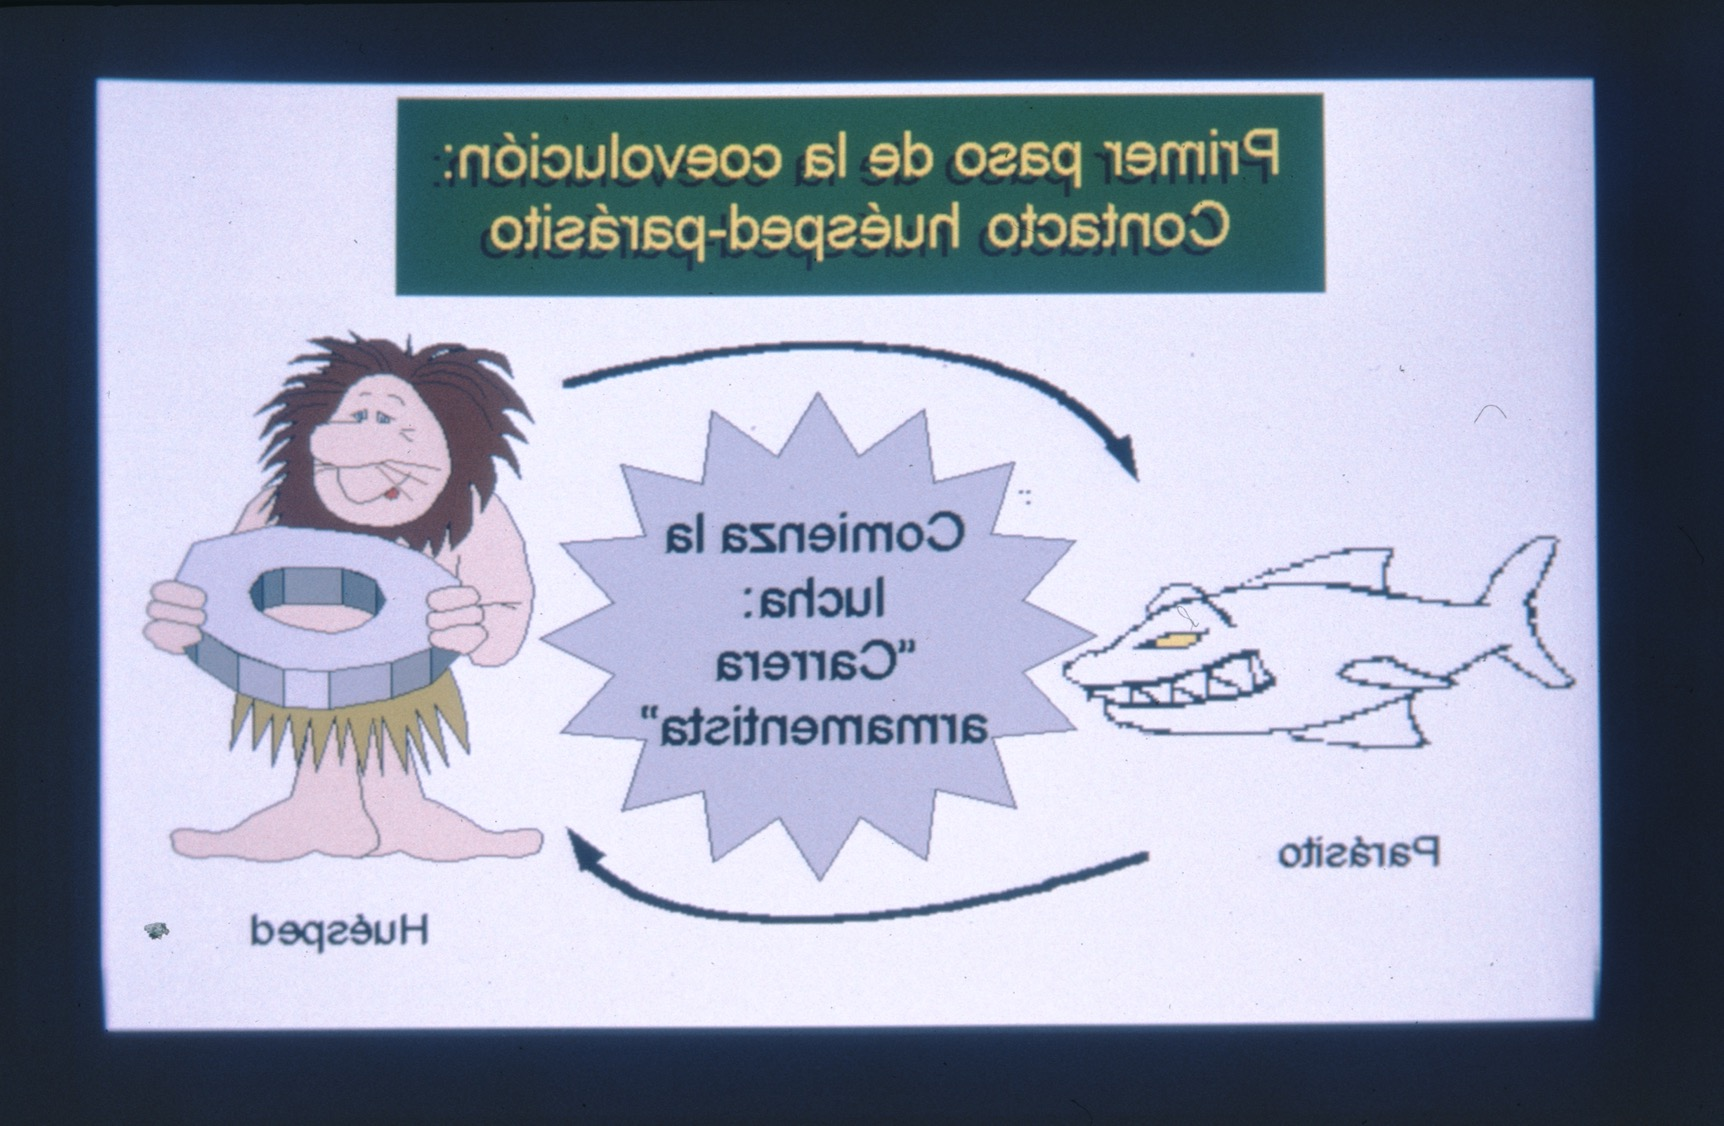 Primer paso de la coevolución:
Contacto huésped-parásito
Comienza la
lucha:
“Carrera
armamentista”
Parásito
Huésped